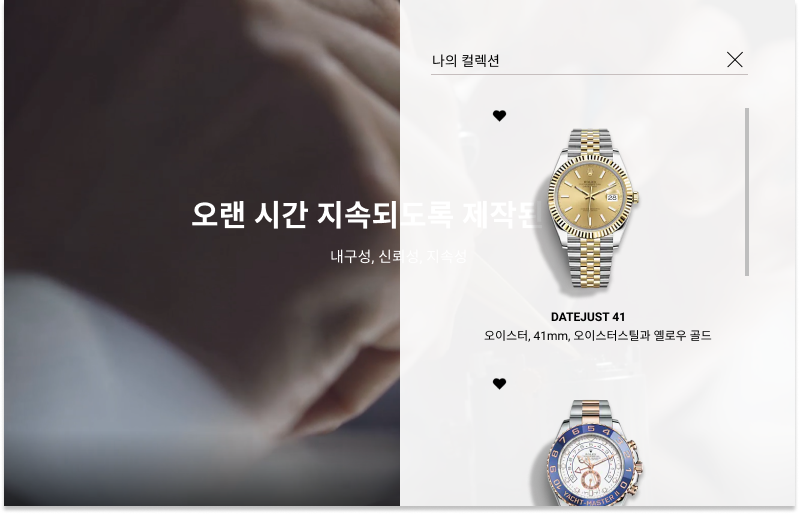 나의 컬렉션
오랜 시간 지속되도록 제작된
내구성, 신뢰성, 지속성
28
DATEJUST 41
오이스터, 41mm, 오이스터스틸과 옐로우 골드
YACHT-MASTER II